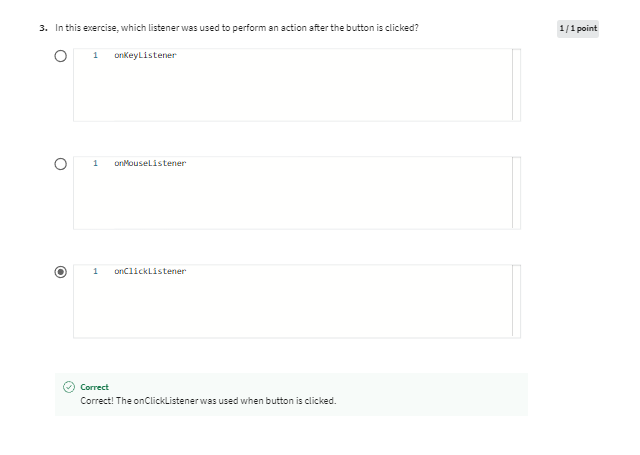 3. In this exercise, which listener was used to perform an action after the button is clicked?
1 / 1 point
1 onKeyListener
1 onMouseListener
1 onClickListener
Correct
Correct! The onClickListener was used when button is clicked.